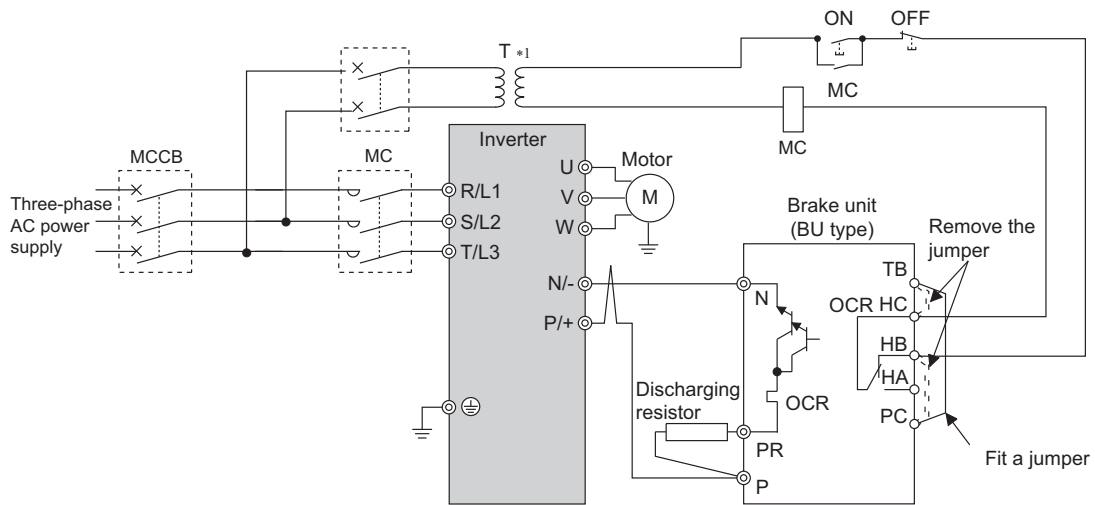 ON
OFF
T *1
MC
MC
MCCB
MC
Three-phase
AC power
supply
Inverter
R/L1
S/L2
T/L3
U
V
W
Motor
M
N/-
P/+
Brake unit
(BU type)
Remove the
jumper
TB
N
OCR HC
HB
HA
PC
Discharging
resistor
OCR
PR
P
Fit a jumper